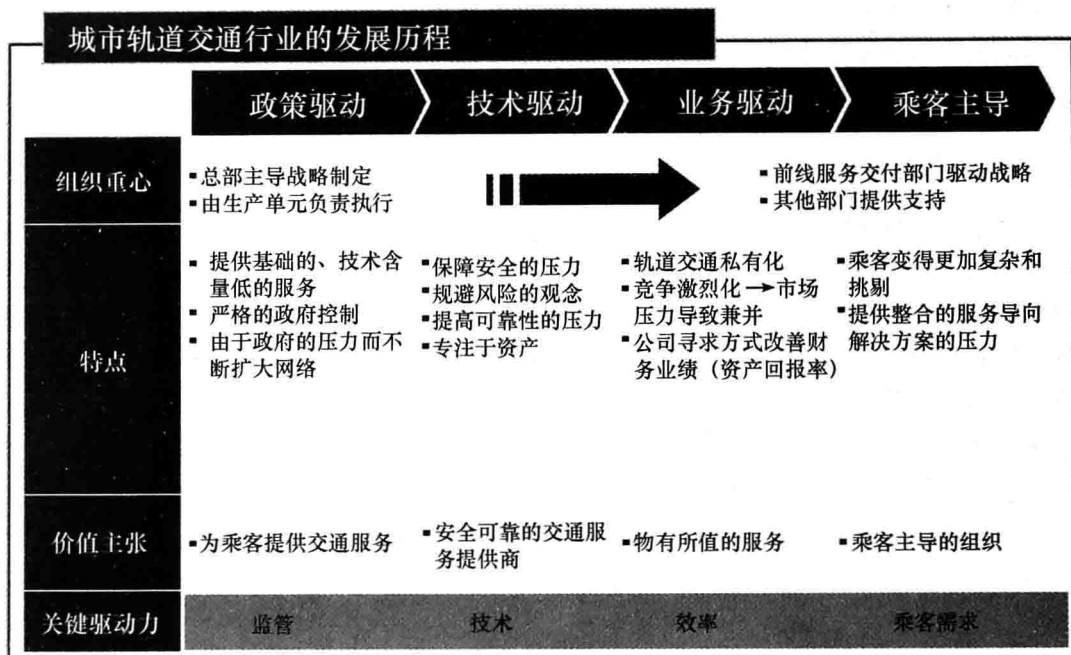 城市轨道交通行业的发展历程
政策驱动
技术驱动
业务驱动
乘客主导
组织重心
▪总部主导战略制定
▪由生产单元负责执行
▪前线服务交付部门驱动战略
▪其他部门提供支持
特点
▪提供基础的、技术含
量低的服务
▪严格的政府控制
▪由于政府的压力而不
断扩大网络
▪保障安全的压力
▪规避风险的观念
▪提高可靠性的压力
▪专注于资产
▪轨道交通私有化
▪竞争激烈化→市场
压力导致兼并
▪公司寻求方式改善财
务业绩（资产回报率）
▪乘客变得更加复杂和
挑剔
▪提供整合的服务导向
解决方案的压力
价值主张
▪为乘客提供交通服务
▪安全可靠的交通服
务提供商
▪物有所值的服务
▪乘客主导的组织
关键驱动力
监管
技术
效率
乘客需求